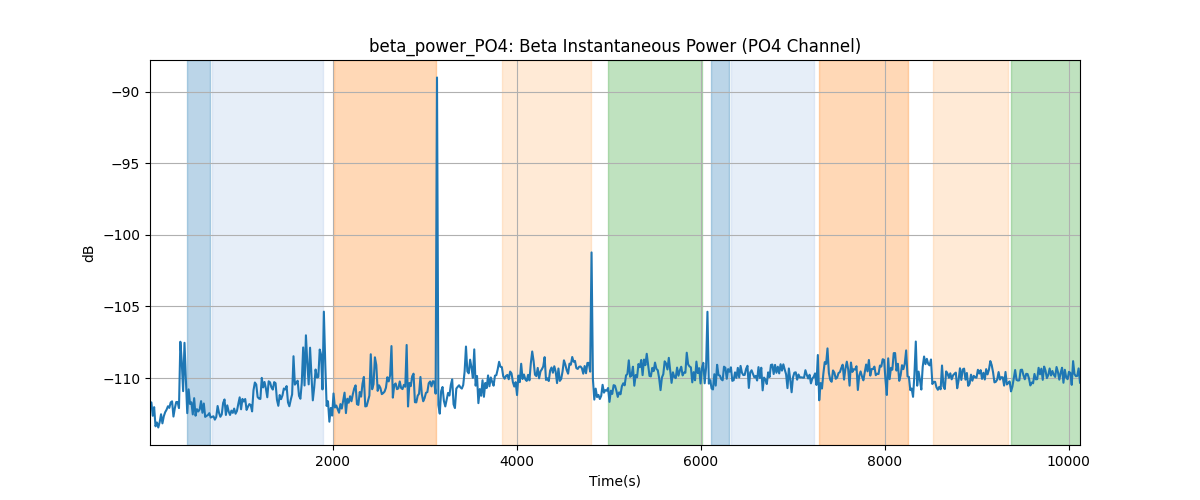 beta_power_PO4: Beta Instantaneous Power (PO4 Channel)
−90
−95
−100
−105
−110
dB
2000 4000 6000 8000 10000
Time(s)